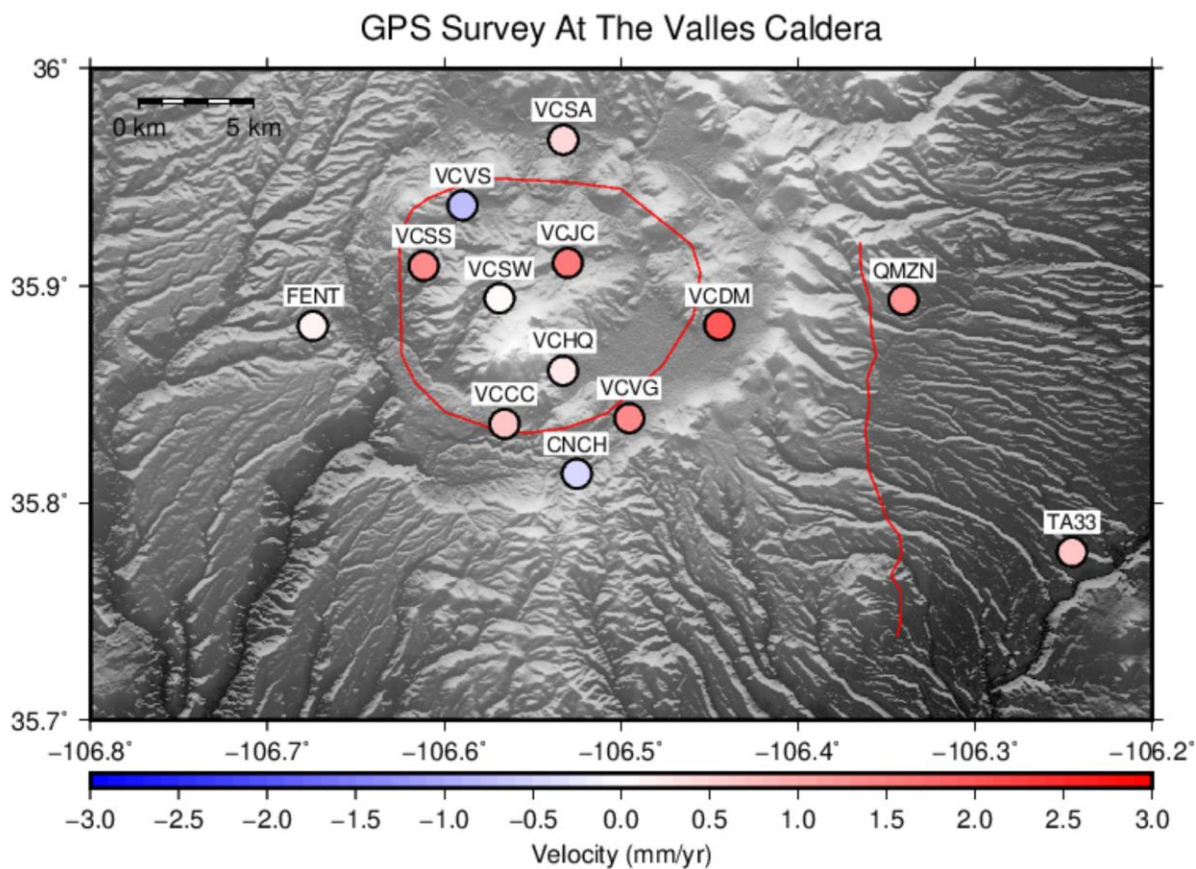 GPS Survey At The Valles Caldera
36°
0 km 5 km
VCSA
VCVS
VCSS
VCJC
35.9°
VCSW
QMZN
FENT
VCDM
VCHQ
VCCC
VCVG
CNCH
35.8°
TA33
35.7°
−106.8° −106.7° −106.6° −106.5° −106.4° −106.3° −106.2°
−3.0 −2.5 −2.0 −1.5 −1.0 −0.5 0.0 0.5 1.0 1.5 2.0 2.5 3.0
Velocity (mm/yr)